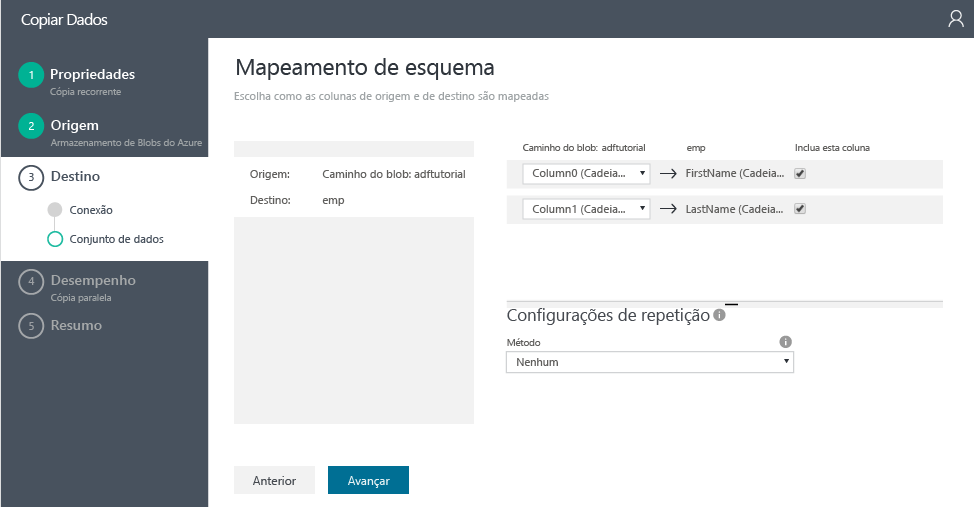 Copiar Dados
1 Propriedades
Cópia recorrente
2 Origem
Armazenamento de Blobs do Azure
3 Destino
Conexão
Conjunto de dados
4 Desempenho
Cópia paralela
5 Resumo
Mapeamento de esquema
Escolha como as colunas de origem e de destino são mapeadas
Origem: Caminho do blob: adftutorial
Destino: emp
Caminho do blob: adftutorial emp Inclua esta coluna
Column0 (Cadeia... FirstName (Cadeia...
Column1 (Cadeia... LastName (Cadeia...
Configurações de repetição
Método
Nenhum
Anterior Avançar